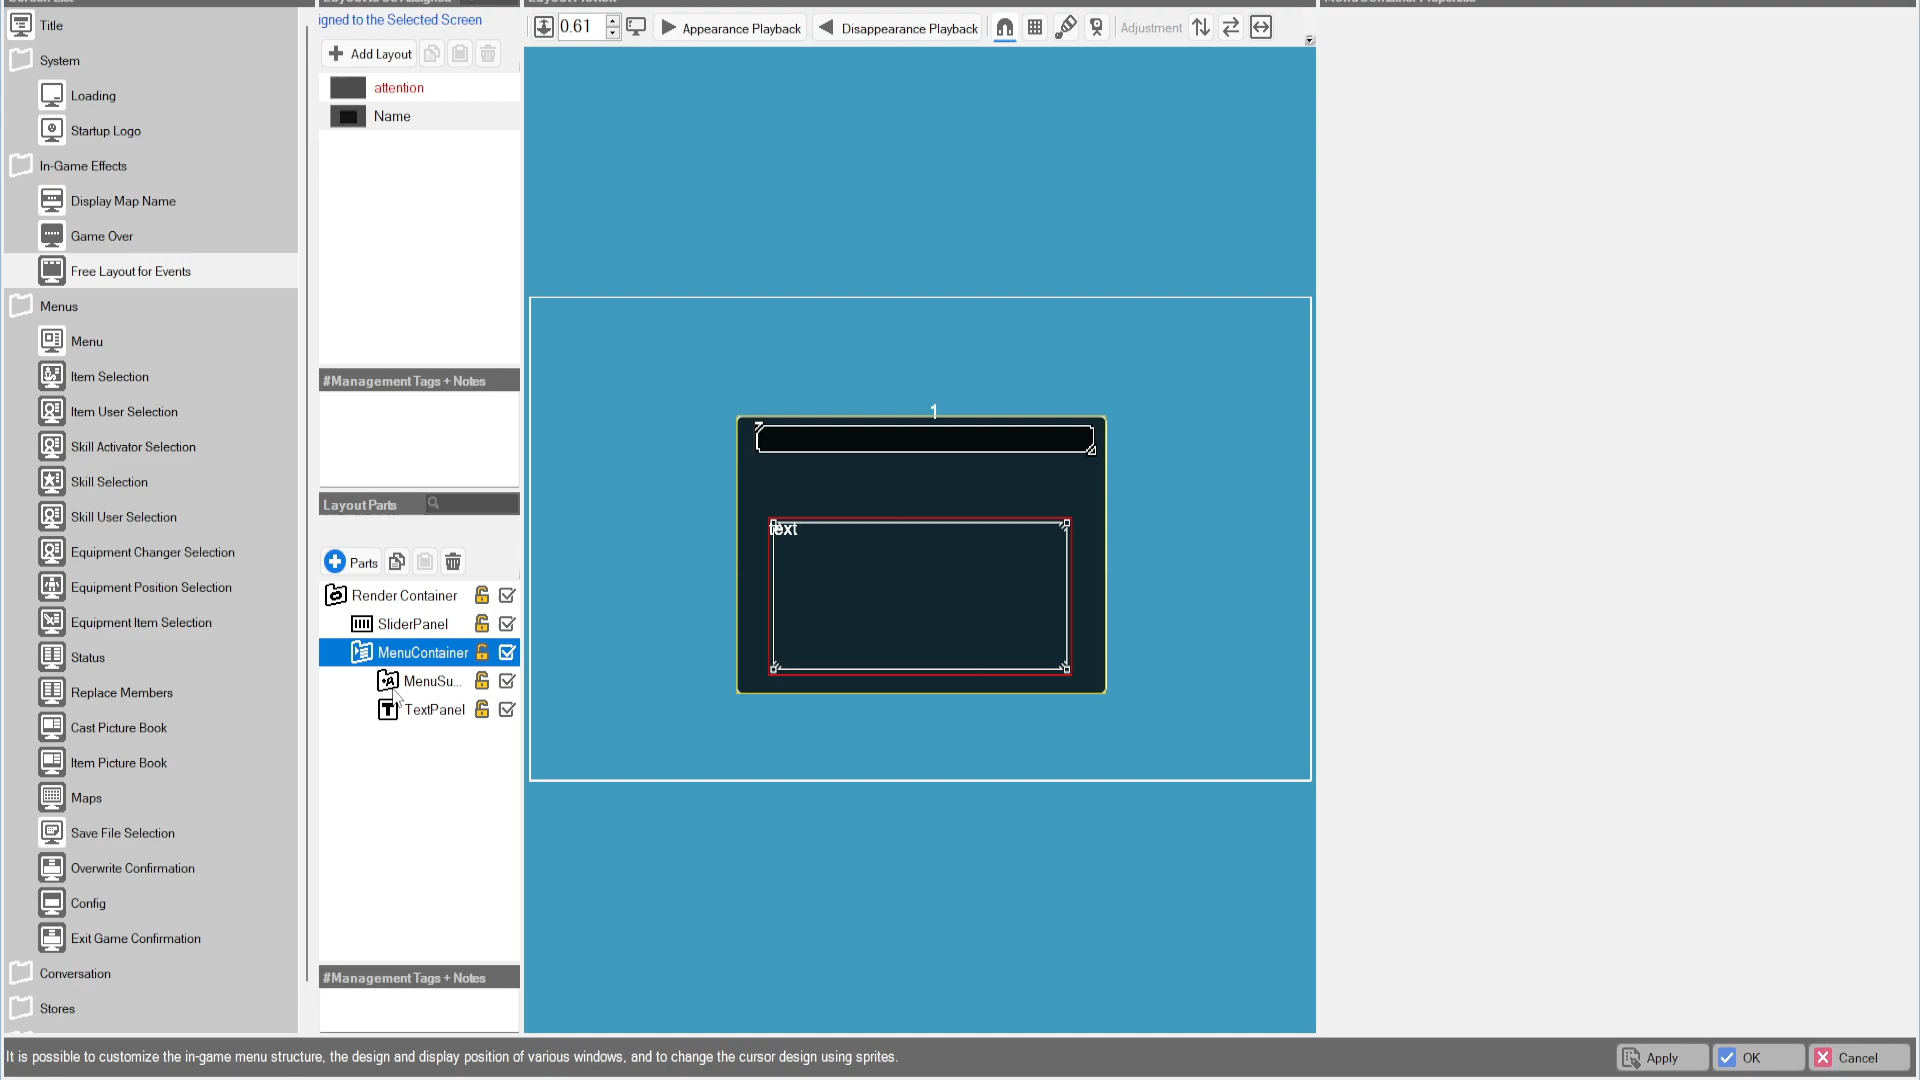 Title
System
Loading
Startup Logo
In-Game Effects
Display Map Name
Game Over
Free Layout for Events
Menus
Menu
Item Selection
Item User Selection
Skill Activator Selection
Skill Selection
Skill User Selection
Equipment Changer Selection
Equipment Position Selection
Equipment Item Selection
Status
Replace Members
Cast Picture Book
Item Picture Book
Maps
Save File Selection
Overwrite Confirmation
Config
Exit Game Confirmation
Conversation
Stores
igned to the Selected Screen
Add Layout
attention
Name
#Management Tags + Notes
Layout Parts
Parts
Render Container
SliderPanel
MenuContainer
MenuSu...
TextPanel
#Management Tags + Notes
0.61
Appearance Playback
Disappearance Playback
Adjustment
1
text
It is possible to customize the in-game menu structure, the design and display position of various windows, and to change the cursor design using sprites.
Apply
OK
Cancel